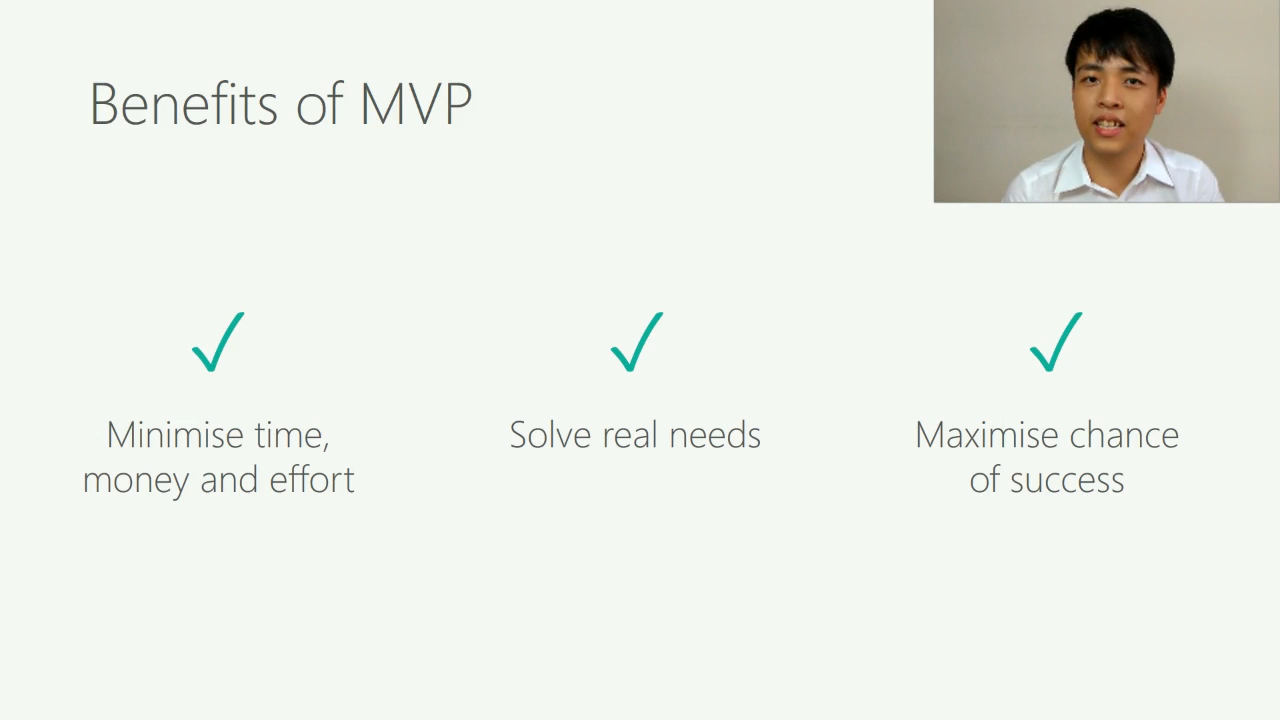 Benefits of MVP
Minimise time,
money and effort
Solve real needs
Maximise chance
of success